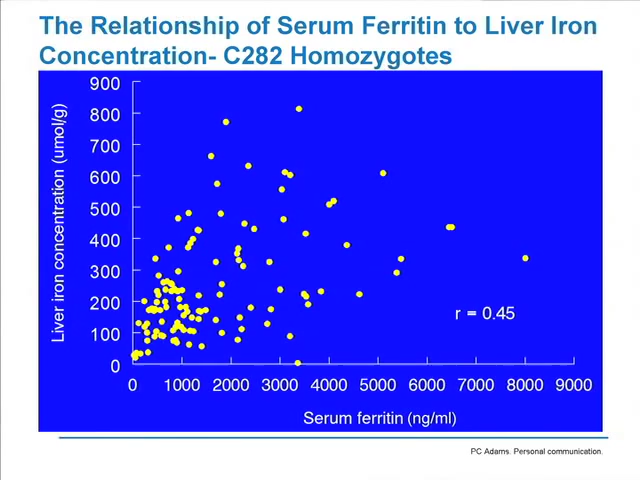 The Relationship of Serum Ferritin to Liver Iron
Concentration- C282 Homozygotes
Liver iron concentration (umol/g)
900
800
700
600
500
400
300
200
100
0
r = 0.45
0 1000 2000 3000 4000 5000 6000 7000 8000 9000
Serum ferritin (ng/ml)
PC Adams. Personal communication.